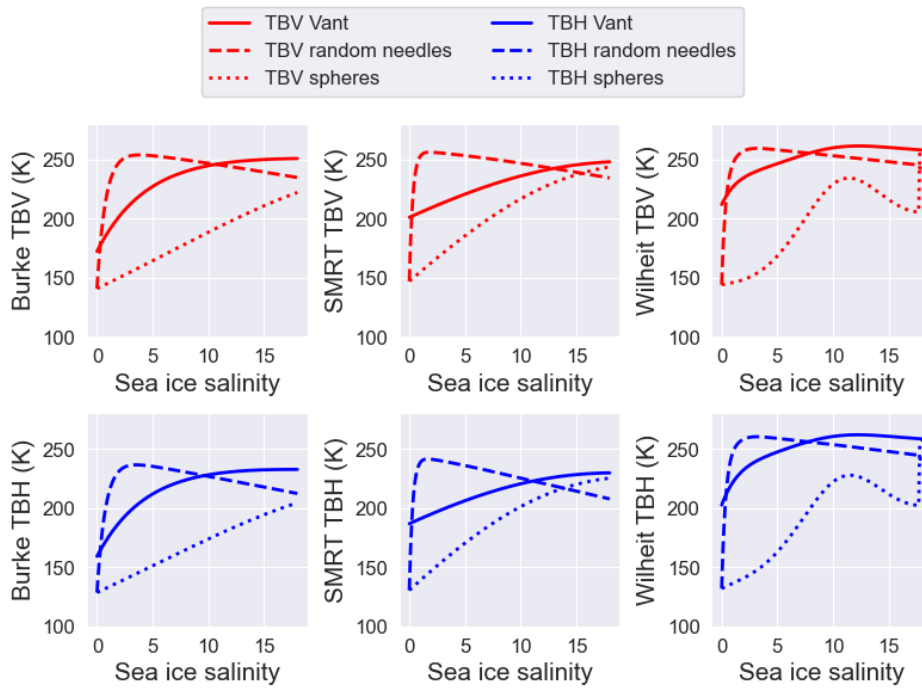 TBV Vant
TBV random needles
TBV spheres
TBH Vant
TBH random needles
TBH spheres
Burke TBV (K)
250
200
150
100
0 5 10 15
Sea ice salinity
SMRT TBV (K)
250
200
150
100
0 5 10 15
Sea ice salinity
Wilheit TBV (K)
250
200
150
100
0 5 10 15
Sea ice salinity
Burke TBH (K)
250
200
150
100
0 5 10 15
Sea ice salinity
SMRT TBH (K)
250
200
150
100
0 5 10 15
Sea ice salinity
Wilheit TBH (K)
250
200
150
100
0 5 10 15
Sea ice salinity